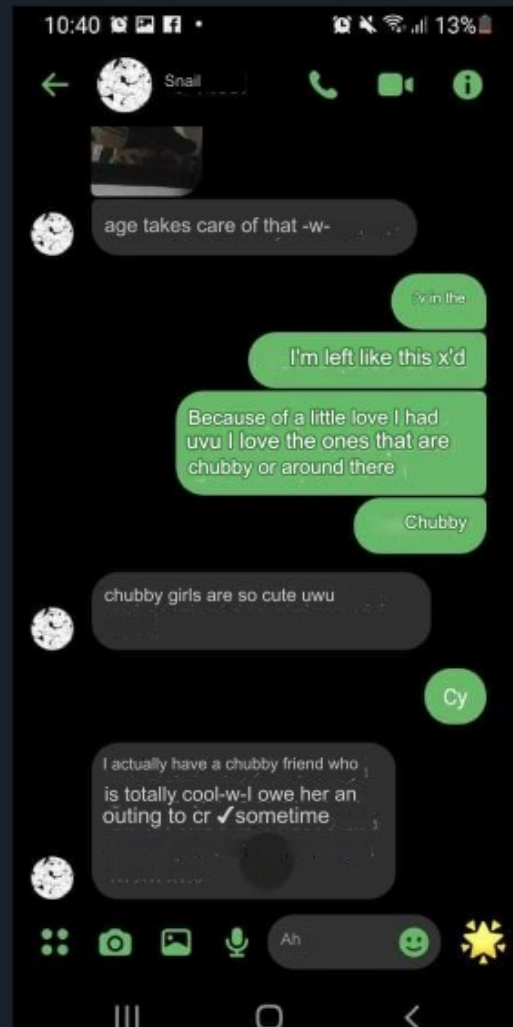 10:40
13%
Snail
age takes care of that -w-
in the
I'm left like this x'd
Because of a little love I had
uvu I love the ones that are
chubby or around there
Chubby
chubby girls are so cute uwu
Cy
I actually have a chubby friend who
is totally cool-w-I owe her an
outing to cr ✓sometime
Ah